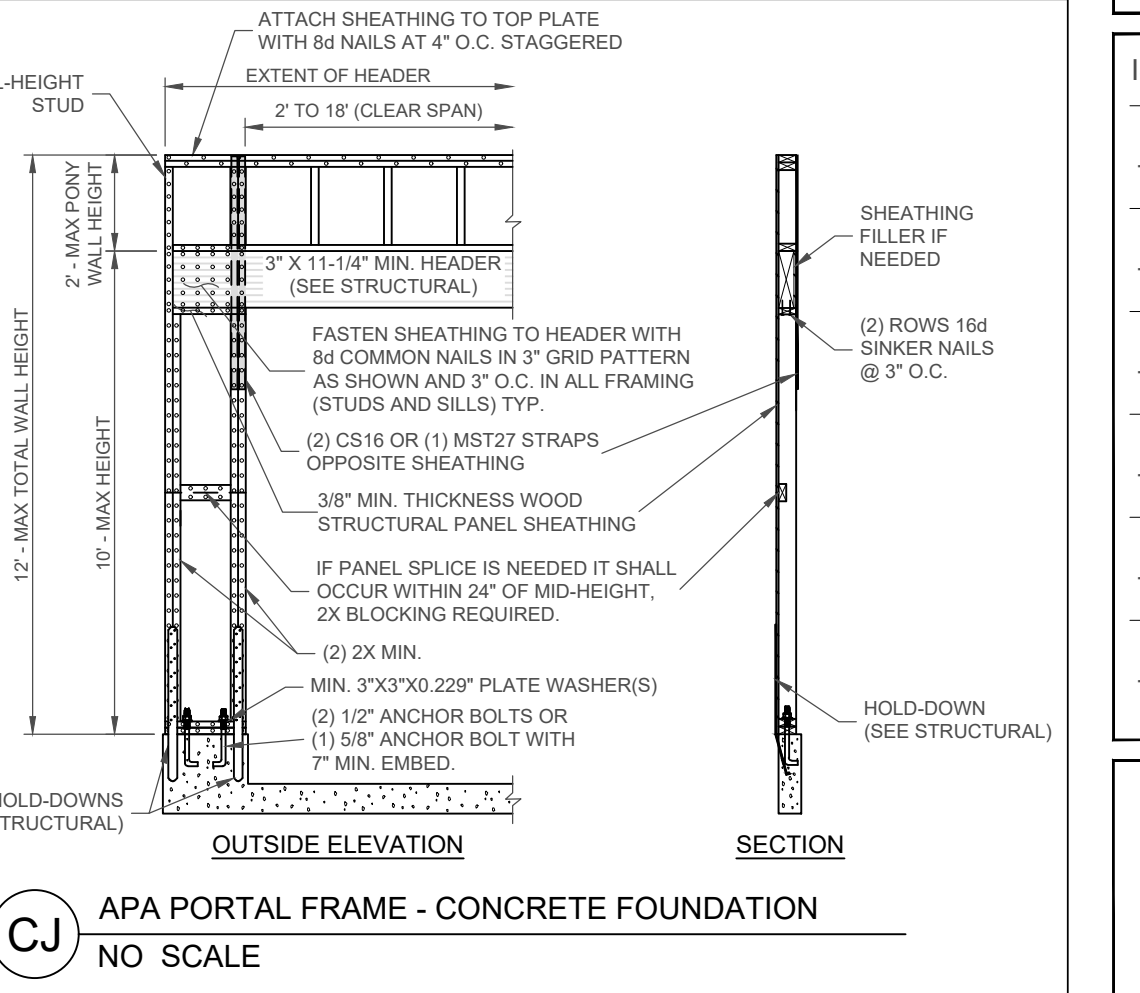 ATTACH SHEATHING TO TOP PLATE
WITH 8d NAILS AT 4" O.C. STAGGERED
EXTENT OF HEADER
2' TO 18' (CLEAR SPAN)
L-HEIGHT
STUD
2' - MAX PONY
WALL HEIGHT
12' - MAX TOTAL WALL HEIGHT
10' - MAX HEIGHT
3" X 11-1/4" MIN. HEADER
(SEE STRUCTURAL)
FASTEN SHEATHING TO HEADER WITH
8d COMMON NAILS IN 3" GRID PATTERN
AS SHOWN AND 3" O.C. IN ALL FRAMING
(STUDS AND SILLS) TYP.
(2) CS16 OR (1) MST27 STRAPS
OPPOSITE SHEATHING
3/8" MIN. THICKNESS WOOD
STRUCTURAL PANEL SHEATHING
IF PANEL SPLICE IS NEEDED IT SHALL
OCCUR WITHIN 24" OF MID-HEIGHT,
2X BLOCKING REQUIRED.
(2) 2X MIN.
MIN. 3"X3"X0.229" PLATE WASHER(S)
(2) 1/2" ANCHOR BOLTS OR
(1) 5/8" ANCHOR BOLT WITH
7" MIN. EMBED.
HOLD-DOWNS
TRUCTURAL)
OUTSIDE ELEVATION
SHEATHING
FILLER IF
NEEDED
(2) ROWS 16d
SINKER NAILS
@ 3" O.C.
HOLD-DOWN
(SEE STRUCTURAL)
SECTION
CJ
APA PORTAL FRAME - CONCRETE FOUNDATION
NO SCALE